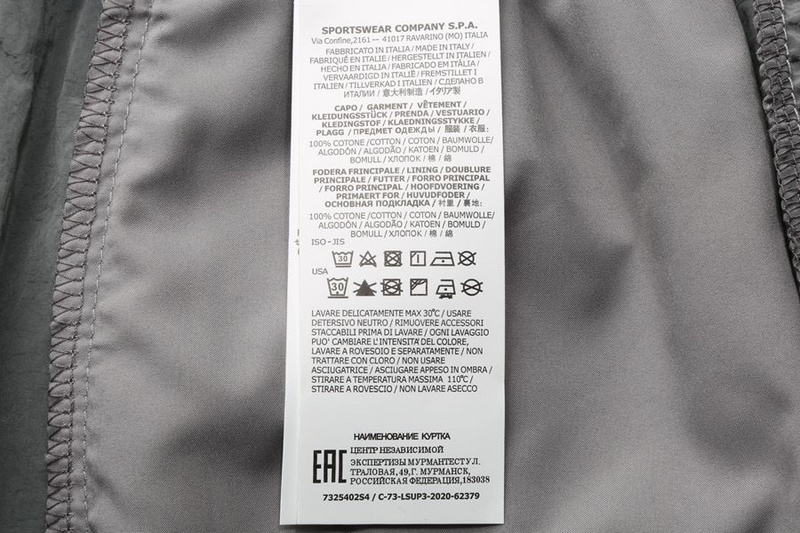 SPORTSWEAR COMPANY S.P.A.
Via Confine,2161 -- 41017 RAVARINO (MO) ITALIA
FABBRICATO IN ITALIA / MADE IN ITALY /
FABRIQUÉ EN ITALIE / HERGESTELLT IN ITALIEN /
HECHO EN ITALIA / FABRICADO EM ITÀLIA /
VERVAARDIGD IN ITALIË / FREMSTILLET I
ITALIEN / TILLVERKAD I ITALIEN / СДЕЛАНО В
ИТАЛИИ / 意大利制造 / イタリア製
CAPO / GARMENT / VÊTEMENT /
KLEIDUNGSSTÜCK / PRENDA / VESTUARIO /
KLEDINGSTOF / KLAEDNINGSSTYKKE /
PLAGG / ПРЕДМЕТ ОДЕЖДЫ / 服装 / 衣服:
100% COTONE /COTTON / COTON / BAUMWOLLE/
ALGODÓN / ALGODÃO / KATOEN / BOMULD /
BOMULL / ХЛОПОК / 棉 / 綿
FODERA PRINCIPALE / LINING / DOUBLURE
PRINCIPALE / FUTTER / FORRO PRINCIPAL
/ FORRO PRINCIPAL / HOOFDVOERING /
PRIMAERT FOR / HUVUDFODER /
ОСНОВНАЯ ПОДКЛАДКА / 衬里 / 裏地:
100% COTONE /COTTON / COTON / BAUMWOLLE/
ALGODÓN / ALGODÃO / KATOEN / BOMULD /
BOMULL / ХЛОПОК / 棉 / 綿
ISO - JIS
30
USA
30
LAVARE DELICATAMENTE MAX 30°C / USARE
DETERSIVO NEUTRO / RIMUOVERE ACCESSORI
STACCABILI PRIMA DI LAVARE / OGNI LAVAGGIO
PUO' CAMBIARE L'INTENSITA' DEL COLORE,
LAVARE A ROVESOIO E SEPARATAMENTE / NON
TRATTARE CON CLORO / NON USARE
ASCIUGATRICE / ASCIUGARE APPESO IN OMBRA /
STIRARE A TEMPERATURA MASSIMA 110°C /
STIRARE A ROVESCIO / NON LAVARE ASECCO
НАИМЕНОВАНИЕ КУРТКА
EAC
ЦЕНТР НЕЗАВИСИМОЙ
ЭКСПЕРТИЗЫ МУРМАНТЕСТ УЛ.
ТРАЛОВАЯ, 49, Г. МУРМАНСК,
РОССИЙСКАЯ ФЕДЕРАЦИЯ,183038
7325402S4 / C-73-LSUP3-2020-62379